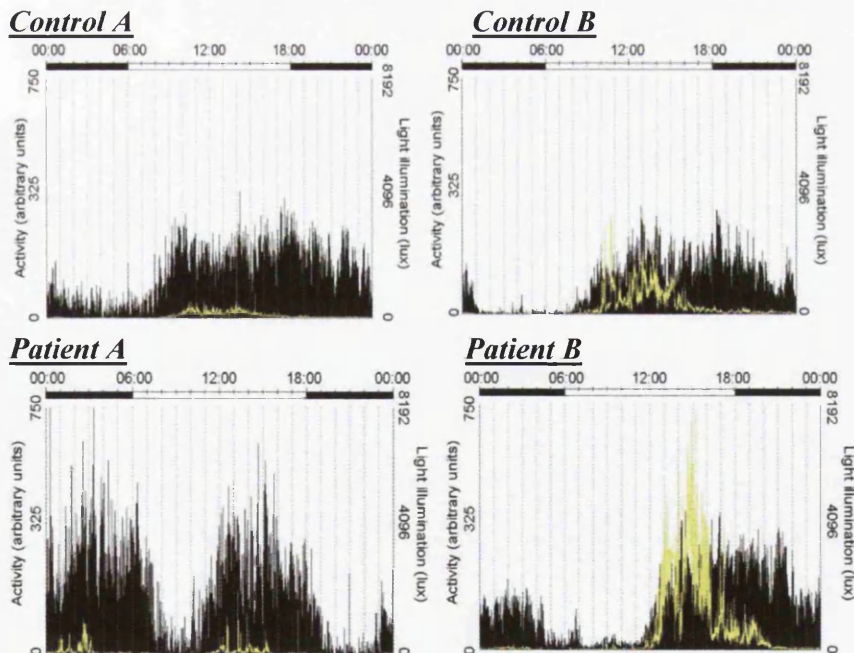 Control A
00:00 06:00 12:00 18:00 00:00
750
325
0
Activity (arbitrary units)
8192
4096
0
Light illumination (lux)
Control B
00:00 06:00 12:00 18:00 00:00
750
325
0
Activity (arbitrary units)
8192
4096
0
Light illumination (lux)
Patient A
00:00 06:00 12:00 18:00 00:00
750
325
0
Activity (arbitrary units)
8192
4096
0
Light illumination (lux)
Patient B
00:00 06:00 12:00 18:00 00:00
750
325
0
Activity (arbitrary units)
8192
4096
0
Light illumination (lux)